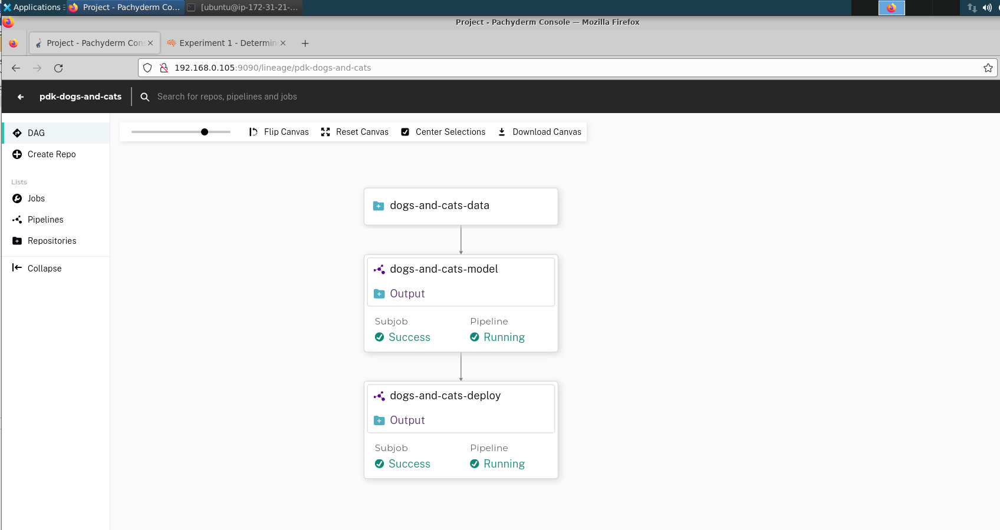 Applications
Project - Pachyderm Co...
[ubuntu@ip-172-31-21-...
Project - Pachyderm Console — Mozilla Firefox
Project - Pachyderm Con
Experiment 1 - Determin
192.168.0.105:9090/lineage/pdk-dogs-and-cats
pdk-dogs-and-cats
Search for repos, pipelines and jobs
DAG
Create Repo
Lists
Jobs
Pipelines
Repositories
Collapse
Flip Canvas
Reset Canvas
Center Selections
Download Canvas
dogs-and-cats-data
dogs-and-cats-model
Output
Subjob
Pipeline
Success
Running
dogs-and-cats-deploy
Output
Subjob
Pipeline
Success
Running